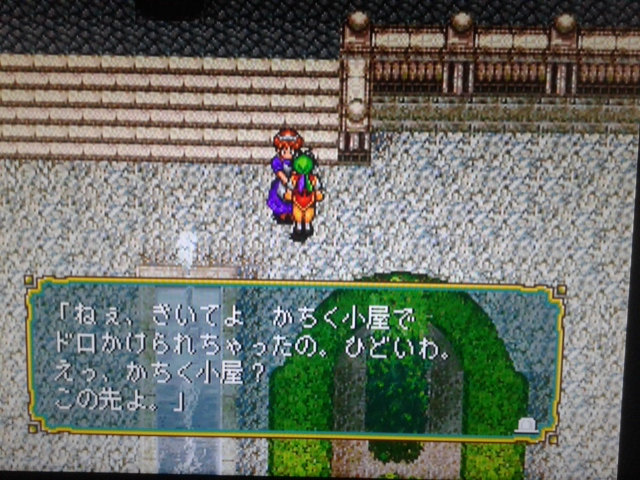 「ねぇ、きいてよ　かちく小屋で
ドロかけられちゃったの。ひどいわ。
えっ、かちく小屋？
この先よ。」